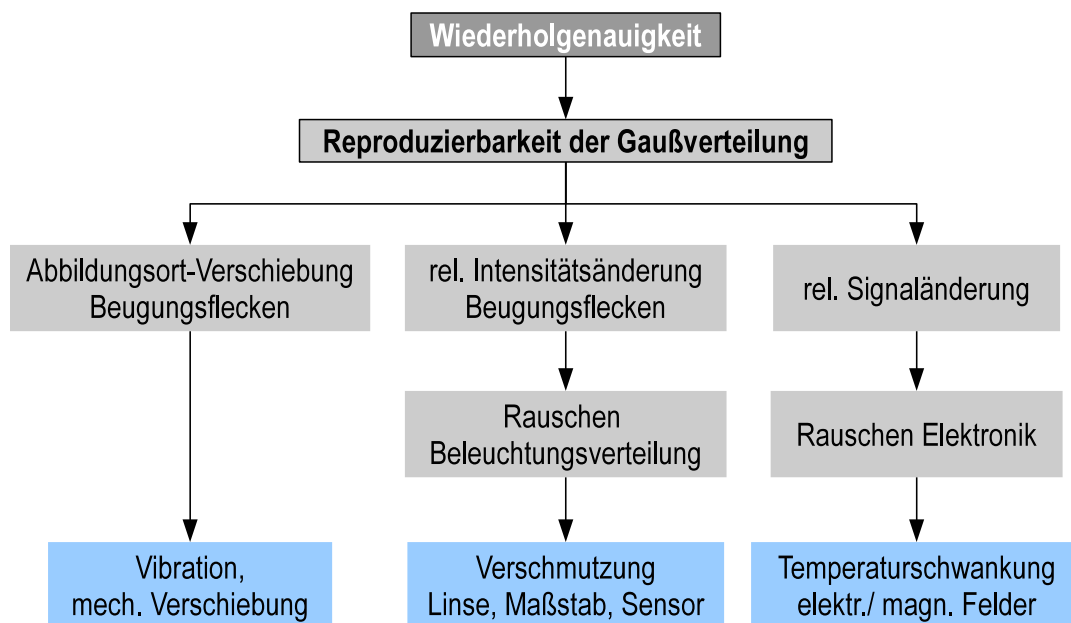 Wiederholgenauigkeit
Reproduzierbarkeit der Gaußverteilung
Abbildungsort-Verschiebung
Beugungsflecken
rel. Intensitätsänderung
Beugungsflecken
rel. Signaländerung
Rauschen
Beleuchtungsverteilung
Rauschen Elektronik
Vibration,
mech. Verschiebung
Verschmutzung
Linse, Maßstab, Sensor
Temperaturschwankung
elektr./ magn. Felder